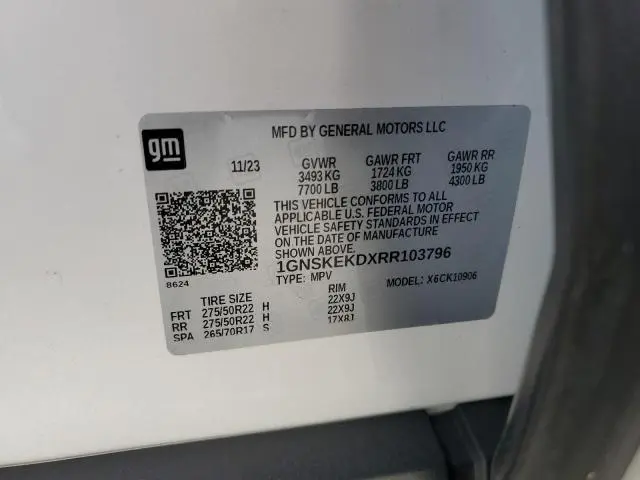 gm
MFD BY GENERAL MOTORS LLC
11/23 GVWR GAWR FRT GAWR RR
3493 KG 1724 KG 1950 KG
7700 LB 3800 LB 4300 LB
THIS VEHICLE CONFORMS TO ALL
APPLICABLE U.S. FEDERAL MOTOR
VEHICLE SAFETY STANDARDS IN EFFECT
ON THE DATE OF MANUFACTURE
SHOWN ABOVE.
1GNSKEKDXRR103796
8624
TYPE: MPV MODEL: X6CK10906
TIRE SIZE RIM
FRT 275/50R22 H 22X9J
RR 275/50R22 H 22X9J
SPA 265/70R17 S 17X8J